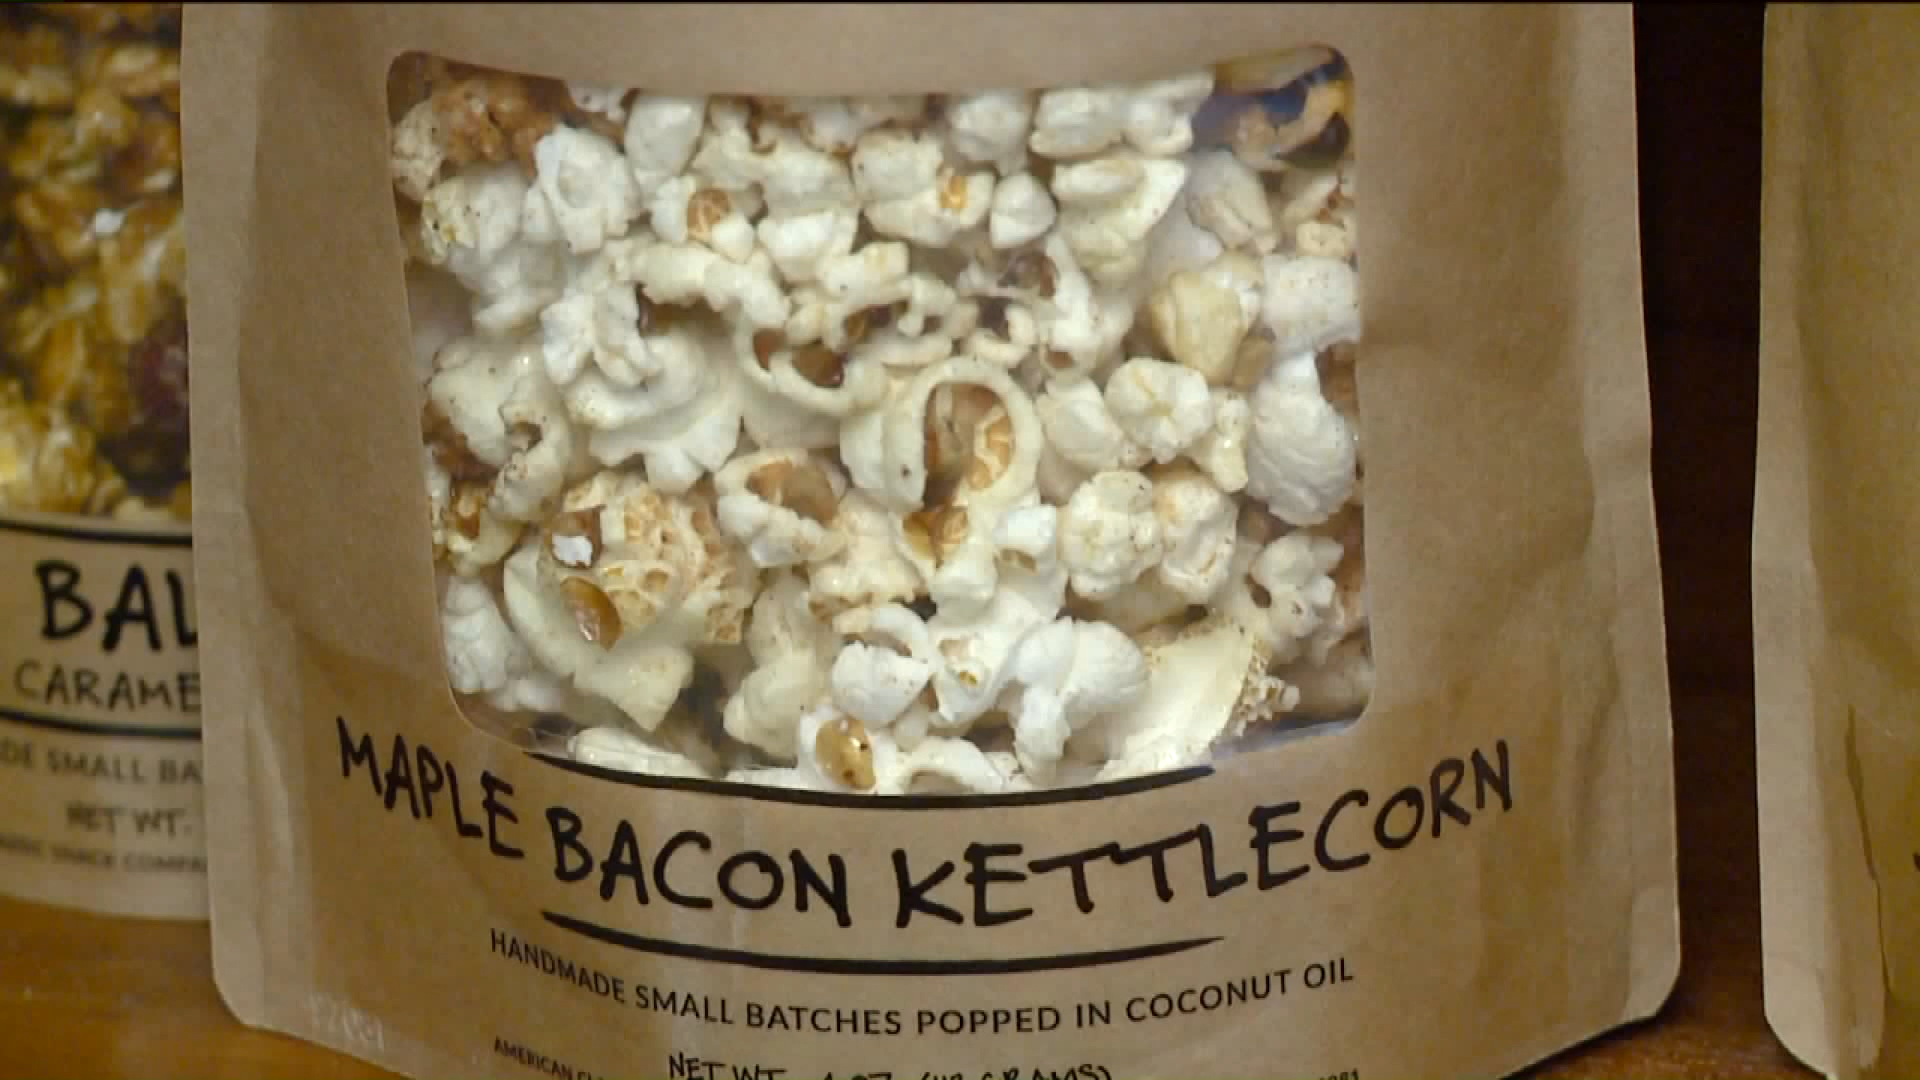 BAL
CARAME
DE SMALL BA
NET WT.
MAPLE BACON KETTLECORN
HANDMADE SMALL BATCHES POPPED IN COCONUT OIL
AMERICAN
NET WT.